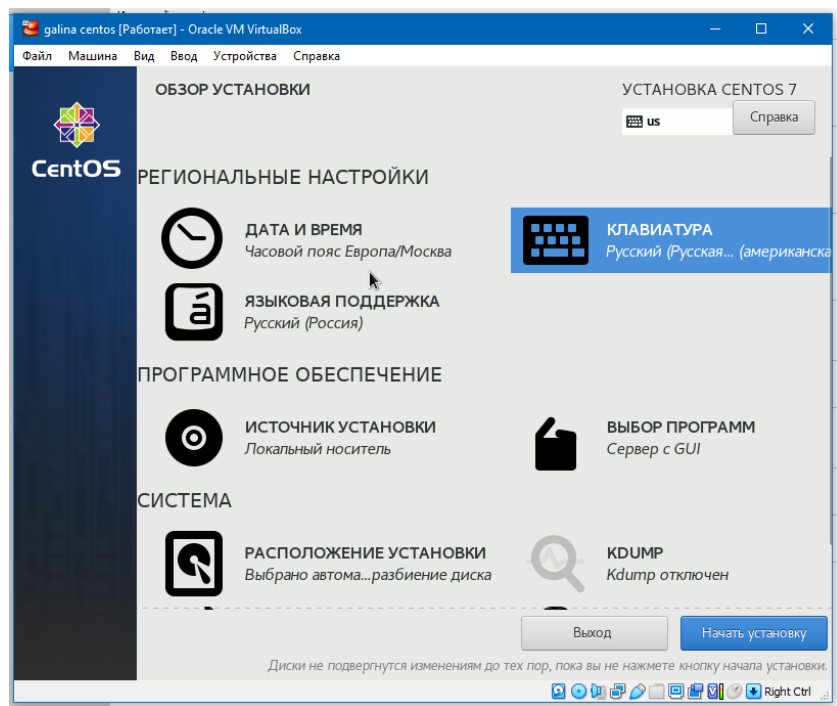 galina centos [Работает] - Oracle VM VirtualBox
Файл Машина Вид Ввод Устройства Справка
ОБЗОР УСТАНОВКИ
УСТАНОВКА CENTOS 7
us
Справка
CentOS
РЕГИОНАЛЬНЫЕ НАСТРОЙКИ
ДАТА И ВРЕМЯ
Часовой пояс Европа/Москва
КЛАВИАТУРА
Русский (Русская... (американска
ЯЗЫКОВАЯ ПОДДЕРЖКА
Русский (Россия)
ПРОГРАММНОЕ ОБЕСПЕЧЕНИЕ
ИСТОЧНИК УСТАНОВКИ
Локальный носитель
ВЫБОР ПРОГРАММ
Сервер с GUI
СИСТЕМА
РАСПОЛОЖЕНИЕ УСТАНОВКИ
Выбрано автома...разбиение диска
KDUMP
Kdump отключен
Выход
Начать установку
Диски не подвергнутся изменениям до тех пор, пока вы не нажмете кнопку начала установки.
Right Ctrl